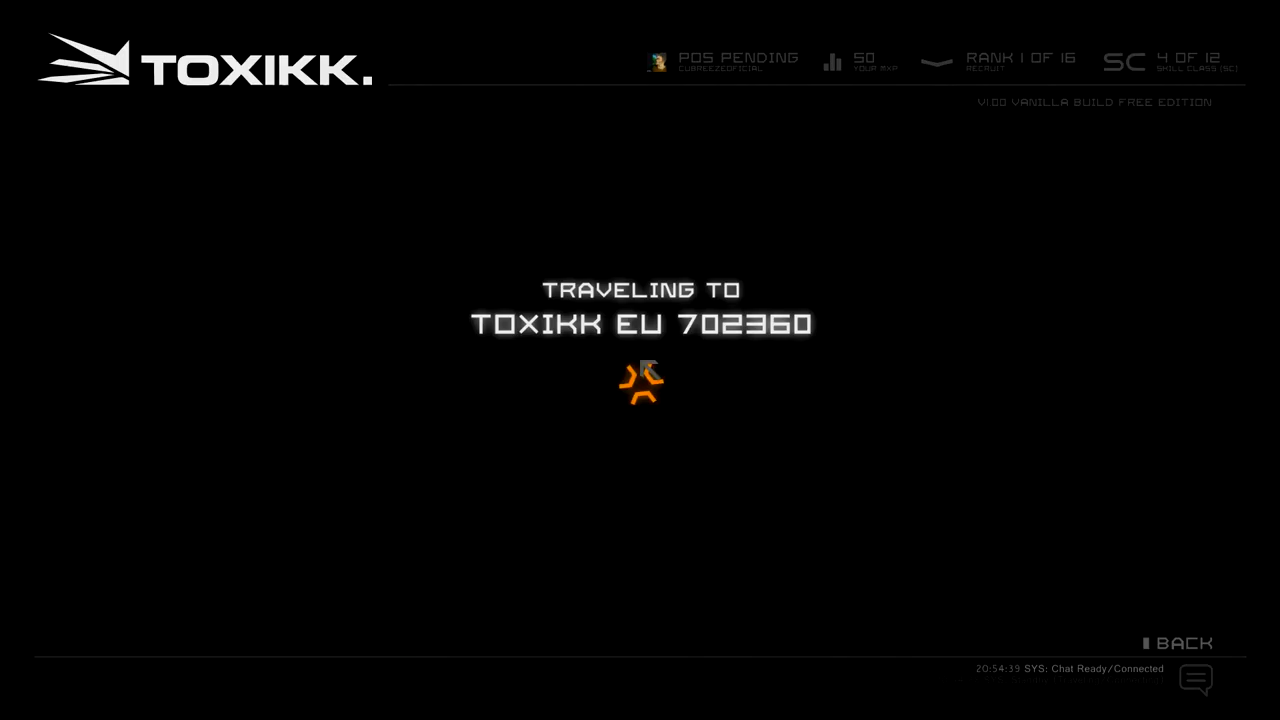 TOXIKK.
POS PENDING
CUBREEZEOFICIAL
50
YOUR MXP
RANK 1 OF 16
RECRUIT
SC
4 OF 12
SKILL CLASS (SC)
V1.00 VANILLA BUILD FREE EDITION
TRAVELING TO
TOXIKK EU 702360
BACK
20:54:39 SYS: Chat Ready/Connected